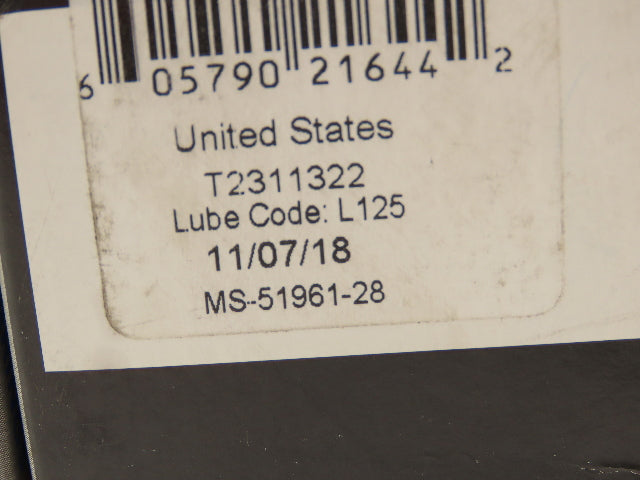 6 05790 21644 2
United States
T2311322
Lube Code: L125
11/07/18
MS-51961-28